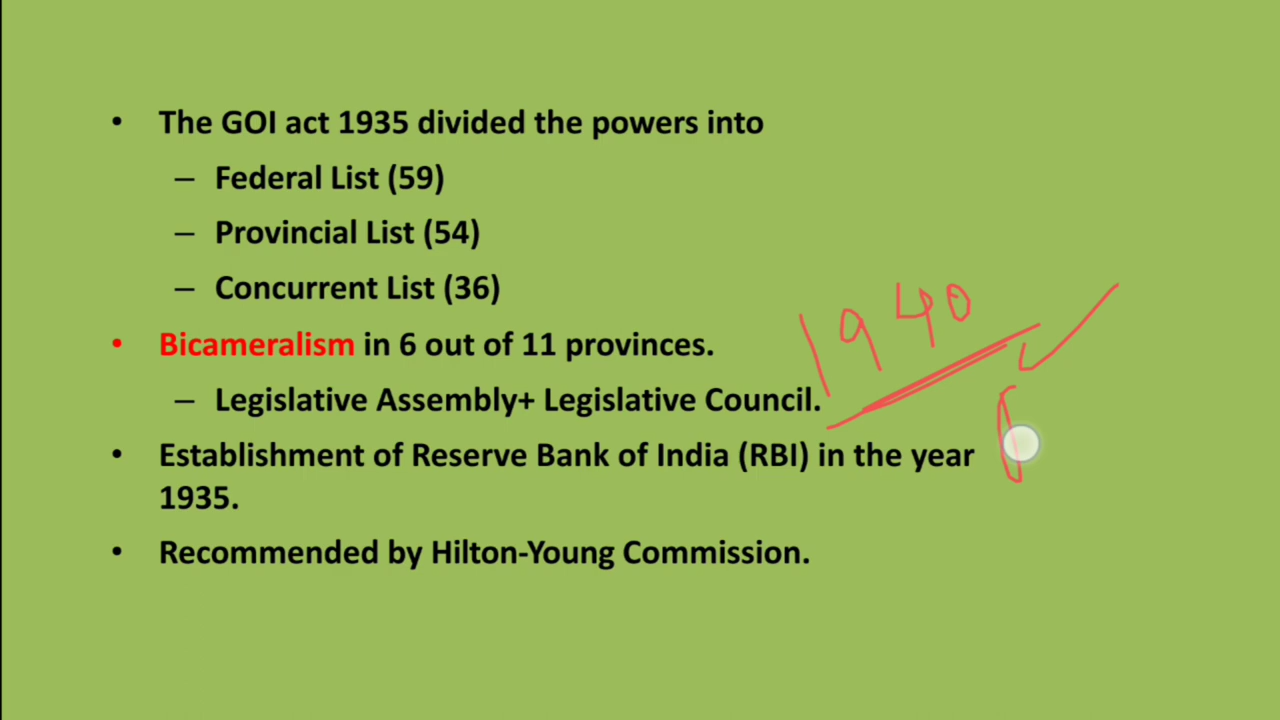 • The GOI act 1935 divided the powers into
– Federal List (59)
– Provincial List (54)
– Concurrent List (36)
• Bicameralism in 6 out of 11 provinces.
– Legislative Assembly+ Legislative Council.
1940
• Establishment of Reserve Bank of India (RBI) in the year
1935.
• Recommended by Hilton-Young Commission.